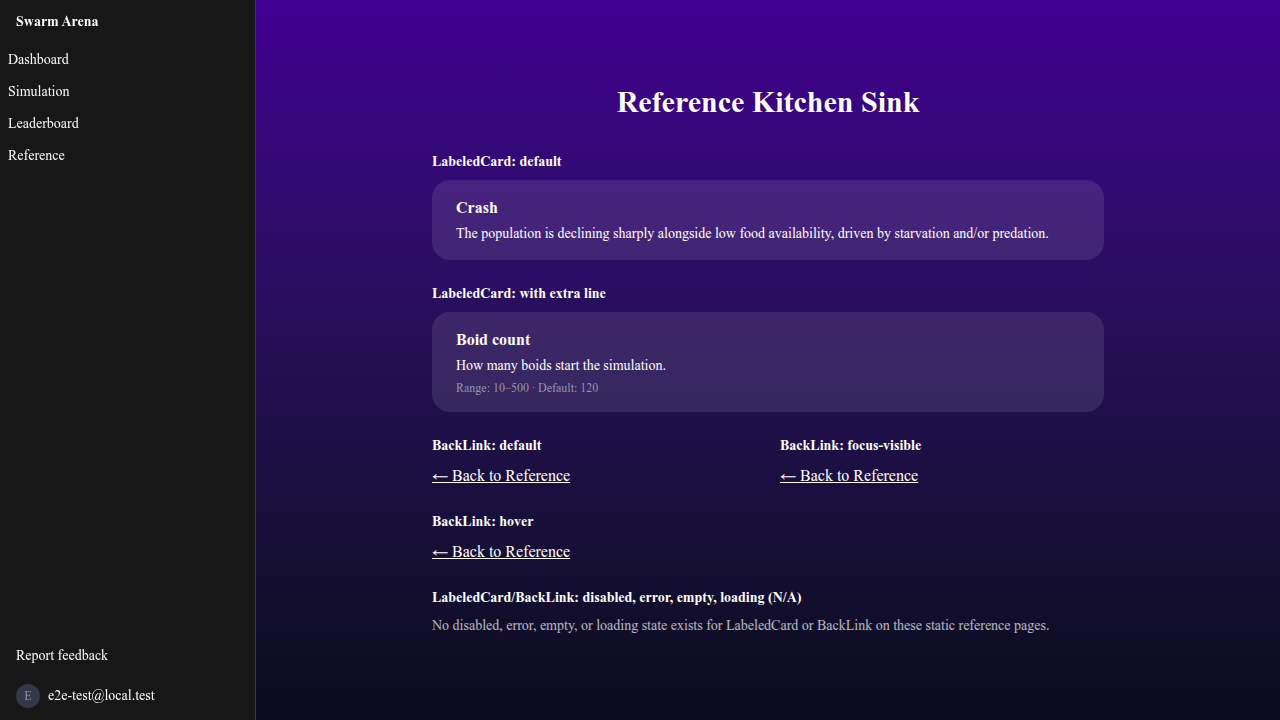 Swarm Arena
Dashboard
Simulation
Leaderboard
Reference
Report feedback
E
e2e-test@local.test
Reference Kitchen Sink
LabeledCard: default
Crash
The population is declining sharply alongside low food availability, driven by starvation and/or predation.
LabeledCard: with extra line
Boid count
How many boids start the simulation.
Range: 10–500 · Default: 120
BackLink: default
← Back to Reference
BackLink: focus-visible
← Back to Reference
BackLink: hover
← Back to Reference
LabeledCard/BackLink: disabled, error, empty, loading (N/A)
No disabled, error, empty, or loading state exists for LabeledCard or BackLink on these static reference pages.